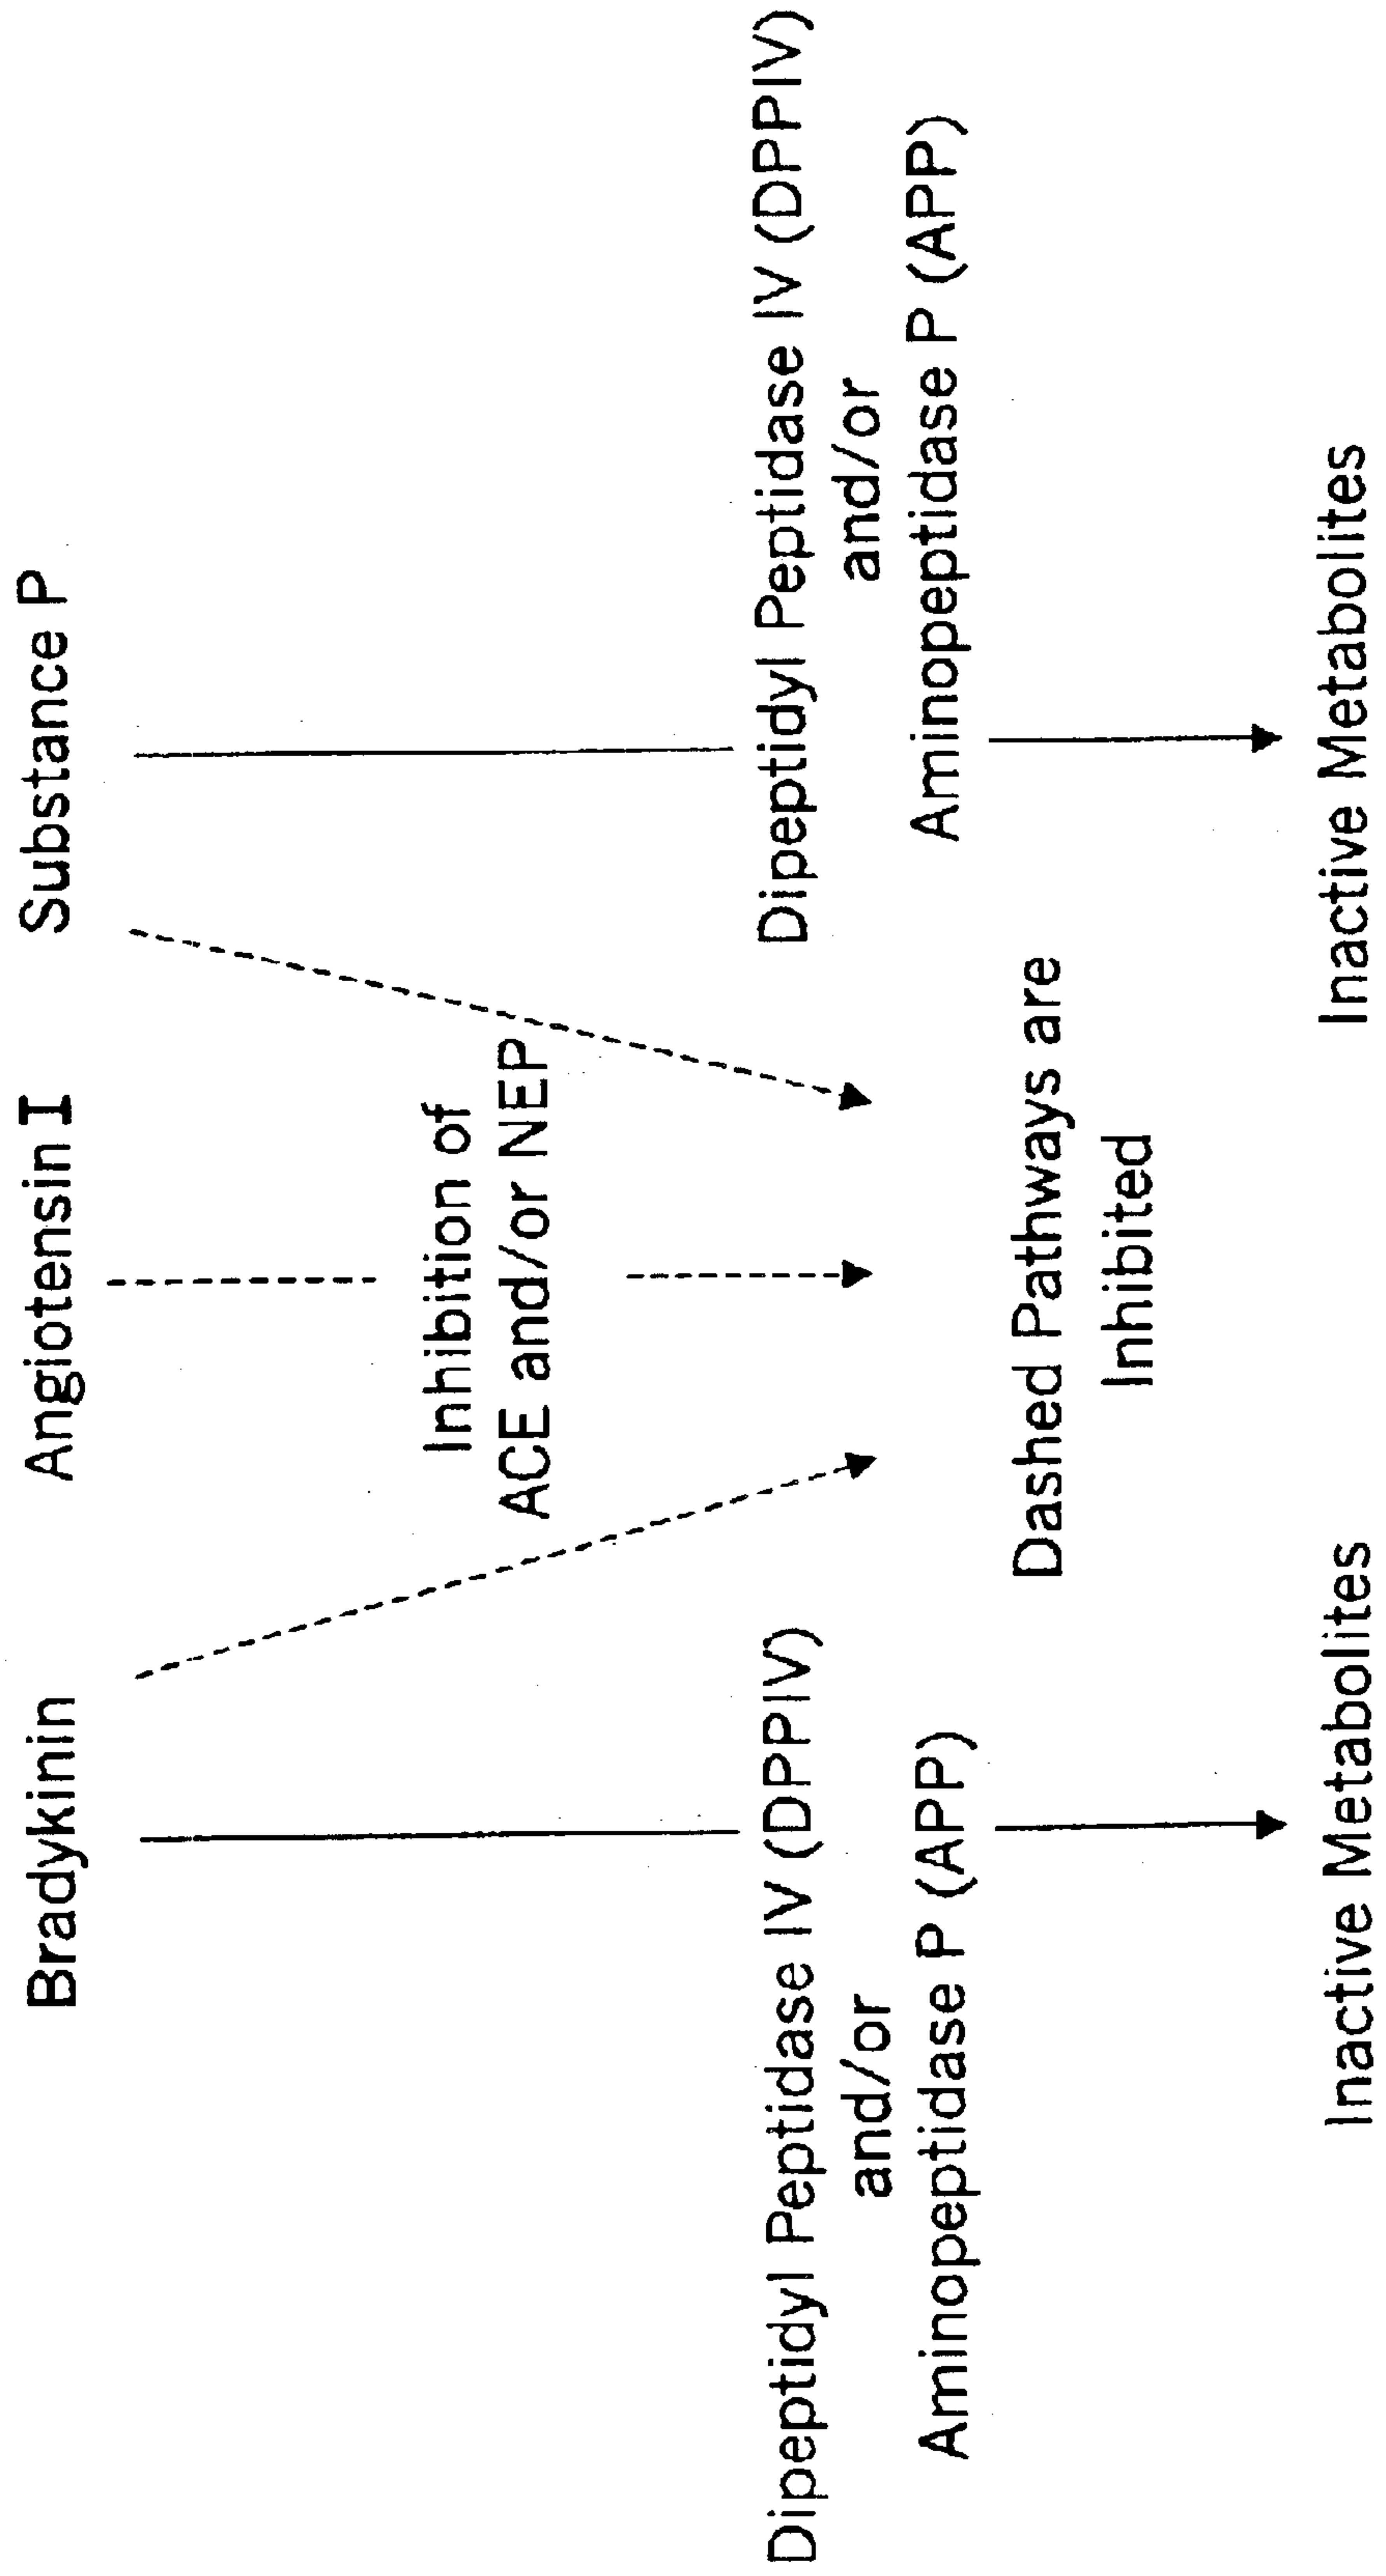 Bradykinin
Angiotensin I
Substance P
Inhibition of
ACE and/or NEP
Dipeptidyl Peptidase IV (DPPIV)
and/or
Aminopeptidase P (APP)
Dipeptidyl Peptidase IV (DPPIV)
and/or
Aminopeptidase P (APP)
Dashed Pathways are
Inhibited
Inactive Metabolites
Inactive Metabolites